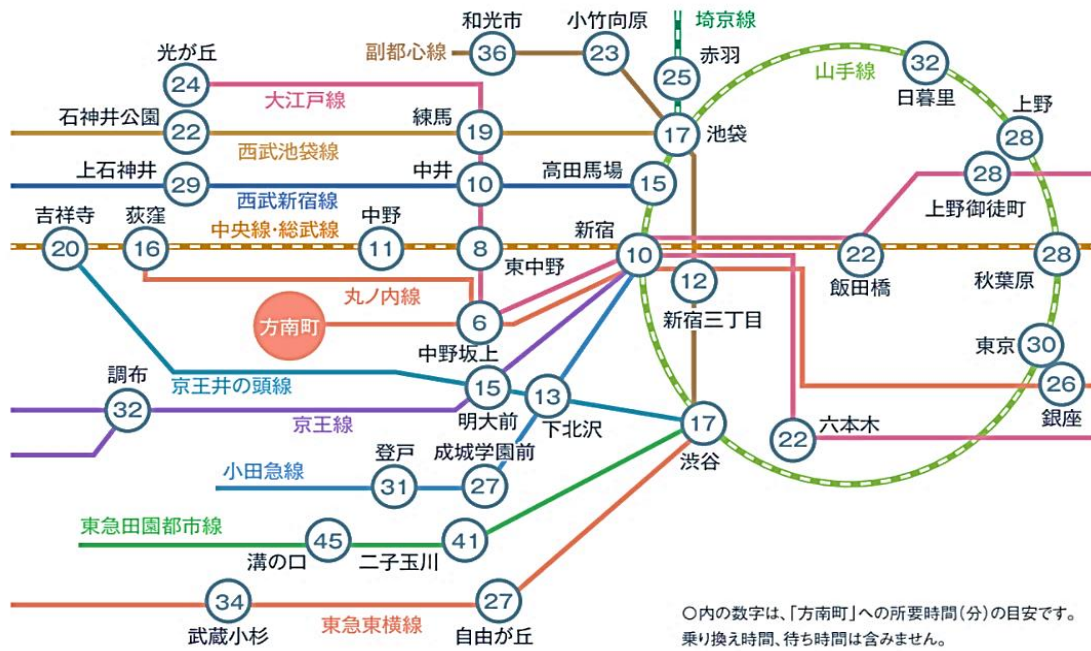 和光市
小竹向原
埼京線
副都心線
36
23
赤羽
光が丘
山手線
32
24
25
日暮里
大江戸線
石神井公園
練馬
上野
22
19
17
池袋
28
西武池袋線
上石神井
中井
高田馬場
28
29
10
15
西武新宿線
上野御徒町
吉祥寺
荻窪
中野
新宿
中央線・総武線
20
16
11
8
10
22
28
東中野
飯田橋
秋葉原
丸ノ内線
12
新宿三丁目
方南町
6
中野坂上
東京
30
調布
京王井の頭線
15
13
26
32
明大前
下北沢
銀座
京王線
17
六本木
22
渋谷
登戸
成城学園前
小田急線
31
27
東急田園都市線
45
41
溝の口
二子玉川
34
27
武蔵小杉
東急東横線
自由が丘
○内の数字は、「方南町」への所要時間(分)の目安です。
乗り換え時間、待ち時間は含みません。